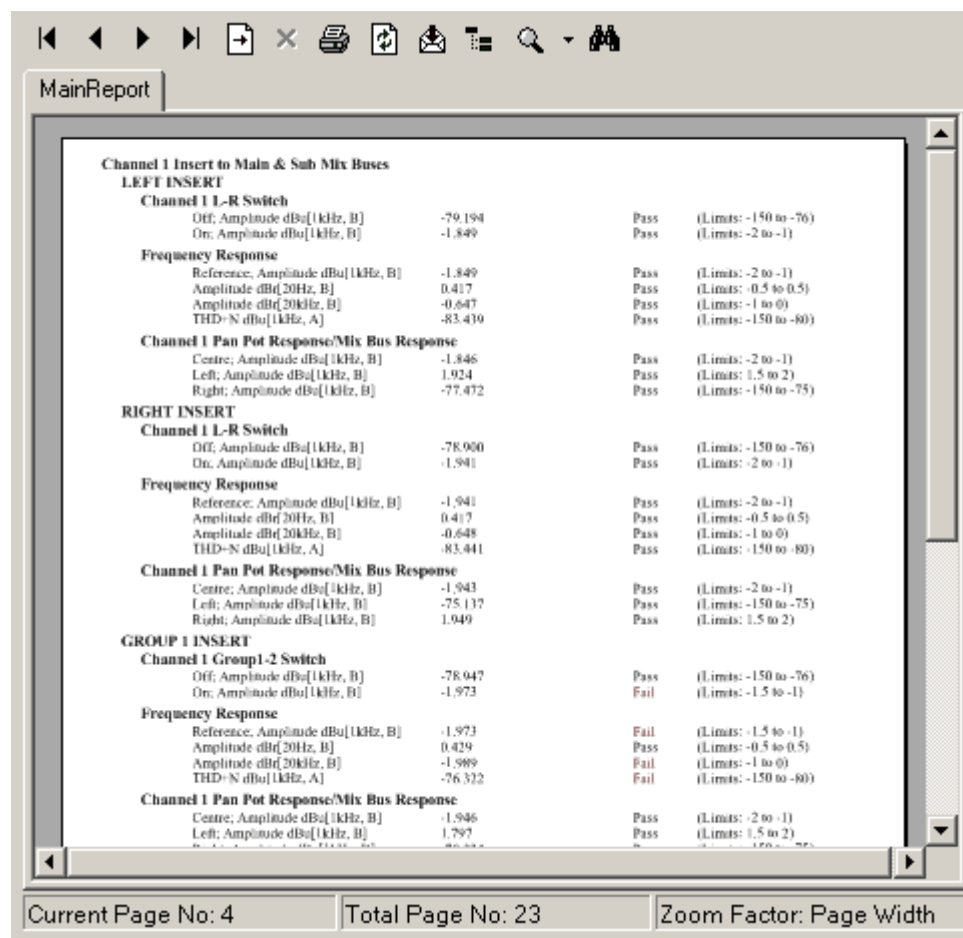 MainReport
Channel 1 Insert to Main & Sub Mix Buses
LEFT INSERT
Channel 1 L-R Switch
Off; Amplitude dBu[1kHz, B] -79.194 Pass (Limits: -150 to -76)
On; Amplitude dBu[1kHz, B] -1.849 Pass (Limits: -2 to -1)
Frequency Response
Reference; Amplitude dBu[1kHz, B] -1.849 Pass (Limits: -2 to -1)
Amplitude dBr[20Hz, B] 0.417 Pass (Limits: -0.5 to 0.5)
Amplitude dBr[20kHz, B] -0.647 Pass (Limits: -1 to 0)
THD+N dBu[1kHz, A] -83.439 Pass (Limits: -150 to -80)
Channel 1 Pan Pot Response/Mix Bus Response
Centre; Amplitude dBu[1kHz, B] -1.846 Pass (Limits: -2 to -1)
Left; Amplitude dBu[1kHz, B] 1.924 Pass (Limits: 1.5 to 2)
Right; Amplitude dBu[1kHz, B] -77.472 Pass (Limits: -150 to -75)
RIGHT INSERT
Channel 1 L-R Switch
Off; Amplitude dBu[1kHz, B] -78.900 Pass (Limits: -150 to -76)
On; Amplitude dBu[1kHz, B] -1.941 Pass (Limits: -2 to -1)
Frequency Response
Reference; Amplitude dBu[1kHz, B] -1.941 Pass (Limits: -2 to -1)
Amplitude dBr[20Hz, B] 0.417 Pass (Limits: -0.5 to 0.5)
Amplitude dBr[20kHz, B] -0.648 Pass (Limits: -1 to 0)
THD+N dBu[1kHz, A] -83.441 Pass (Limits: -150 to -80)
Channel 1 Pan Pot Response/Mix Bus Response
Centre; Amplitude dBu[1kHz, B] -1.943 Pass (Limits: -2 to -1)
Left; Amplitude dBu[1kHz, B] -75.137 Pass (Limits: -150 to -75)
Right; Amplitude dBu[1kHz, B] 1.949 Pass (Limits: 1.5 to 2)
GROUP 1 INSERT
Channel 1 Group1-2 Switch
Off; Amplitude dBu[1kHz, B] -78.947 Pass (Limits: -150 to -76)
On; Amplitude dBu[1kHz, B] -1.973 Fail (Limits: -1.5 to -1)
Frequency Response
Reference; Amplitude dBu[1kHz, B] -1.973 Fail (Limits: -1.5 to -1)
Amplitude dBr[20Hz, B] 0.429 Pass (Limits: -0.5 to 0.5)
Amplitude dBr[20kHz, B] -1.989 Fail (Limits: -1 to 0)
THD+N dBu[1kHz, A] -76.322 Fail (Limits: -150 to -80)
Channel 1 Pan Pot Response/Mix Bus Response
Centre; Amplitude dBu[1kHz, B] -1.946 Pass (Limits: -2 to -1)
Left; Amplitude dBu[1kHz, B] 1.797 Pass (Limits: 1.5 to 2)
Current Page No: 4 Total Page No: 23 Zoom Factor: Page Width